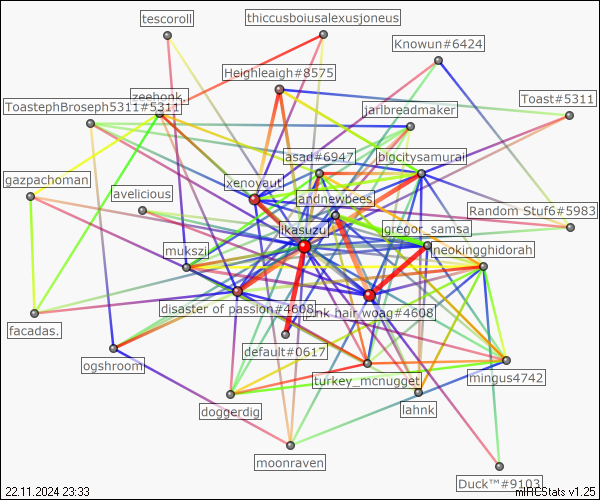 tescoroll
thiccusboiusalexusjoneus
Knowun#6424
Heighleaigh#8575
zeehonk.
Toast#5311
ToastephBroseph5311#5311
jaribreadmaker
asad#6947
bigcitysamurai
xenoyaut
gazpachoman
avelicious
andnewbees
Random Stuf6#5983
ikasuzu
gregor_samsa
mukszi
neokingghidorah
disaster of passion#4608
pink hair woag#4608
facadas.
default#0617
ogshroom
turkey_mcnugget
mingus4742
doggerdig
lahnk
moonraven
Duck™#9103
22.11.2024 23:33
mIRCStats v1.25